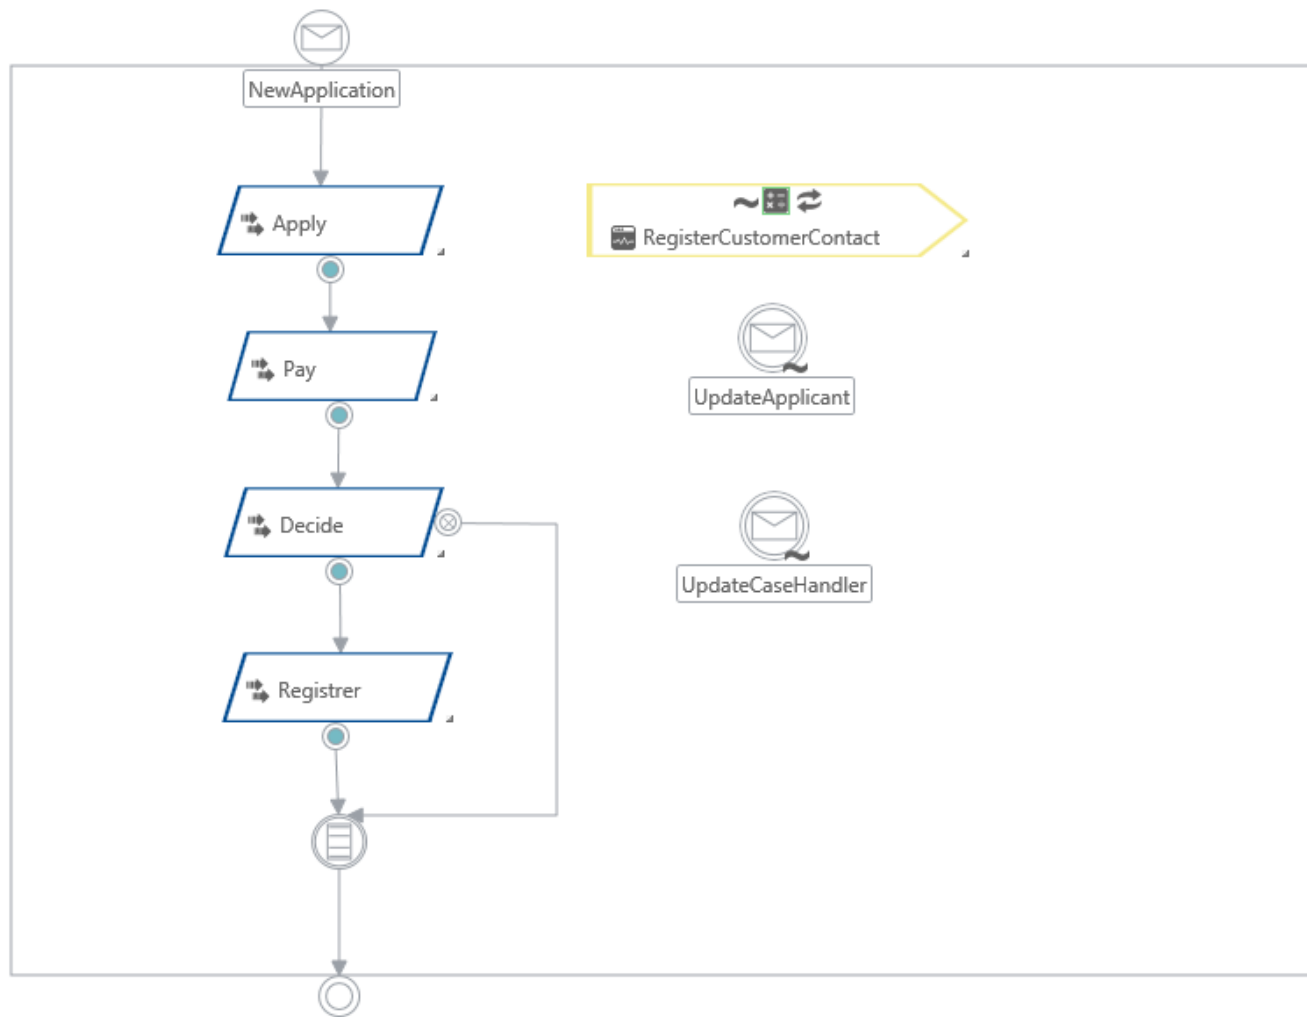 NewApplication
Apply
RegisterCustomerContact
UpdateApplicant
Pay
Decide
UpdateCaseHandler
Registrer